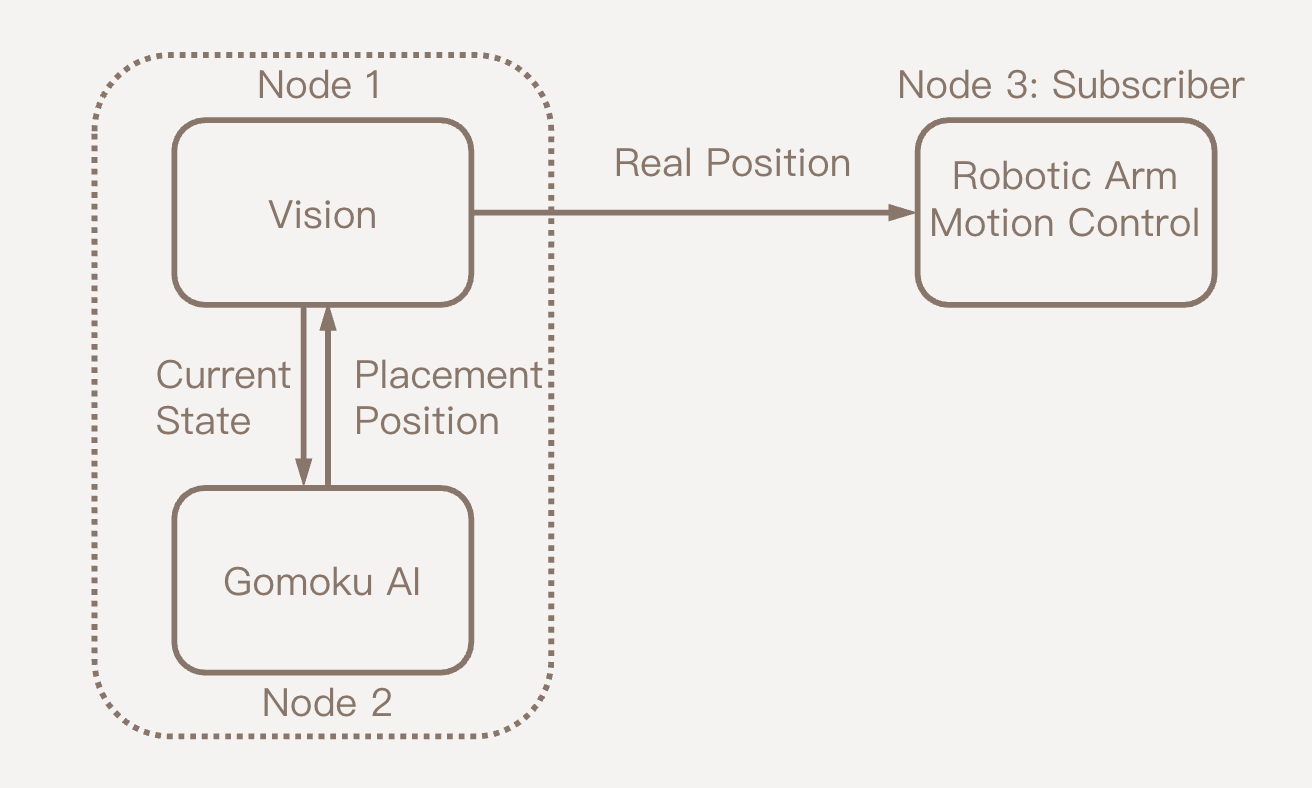 Node 1
Vision
Real Position
Node 3: Subscriber
Robotic Arm
Motion Control
Current
State
Placement
Position
Gomoku AI
Node 2